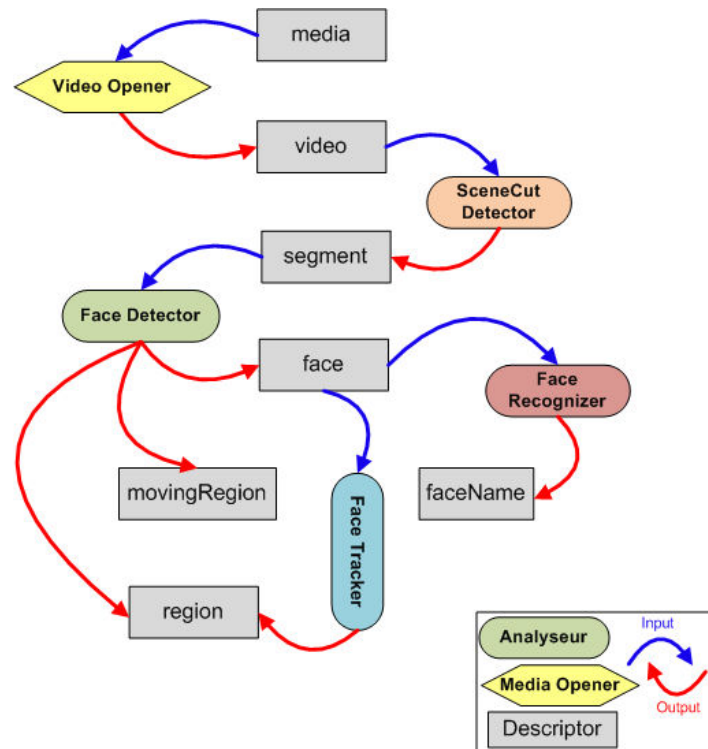 media
Video Opener
video
SceneCut
Detector
segment
Face Detector
face
Face
Recognizer
movingRegion
Face Tracker
faceName
region
Input
Analyseur
Media Opener
Output
Descriptor